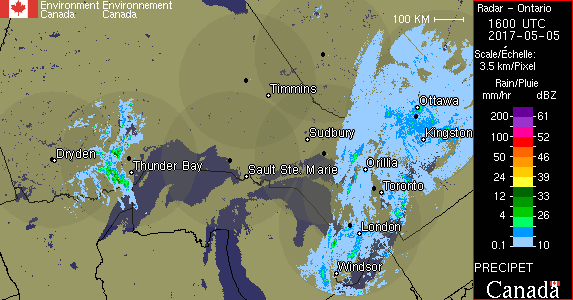 Environment Environnement
Canada Canada
100 KM
Radar - Ontario
1600 UTC
2017-05-05
Scale/Échelle:
3.5 km/Pixel
Rain/Pluie
mm/hr dBZ
200 61
100 52
50 46
24 39
12 33
4 26
0.1 10
PRECIPET
Canada
Timmins
Ottawa
Sudbury
Kingston
Dryden
Thunder Bay
Sault Ste. Marie
Orillia
Toronto
London
Windsor